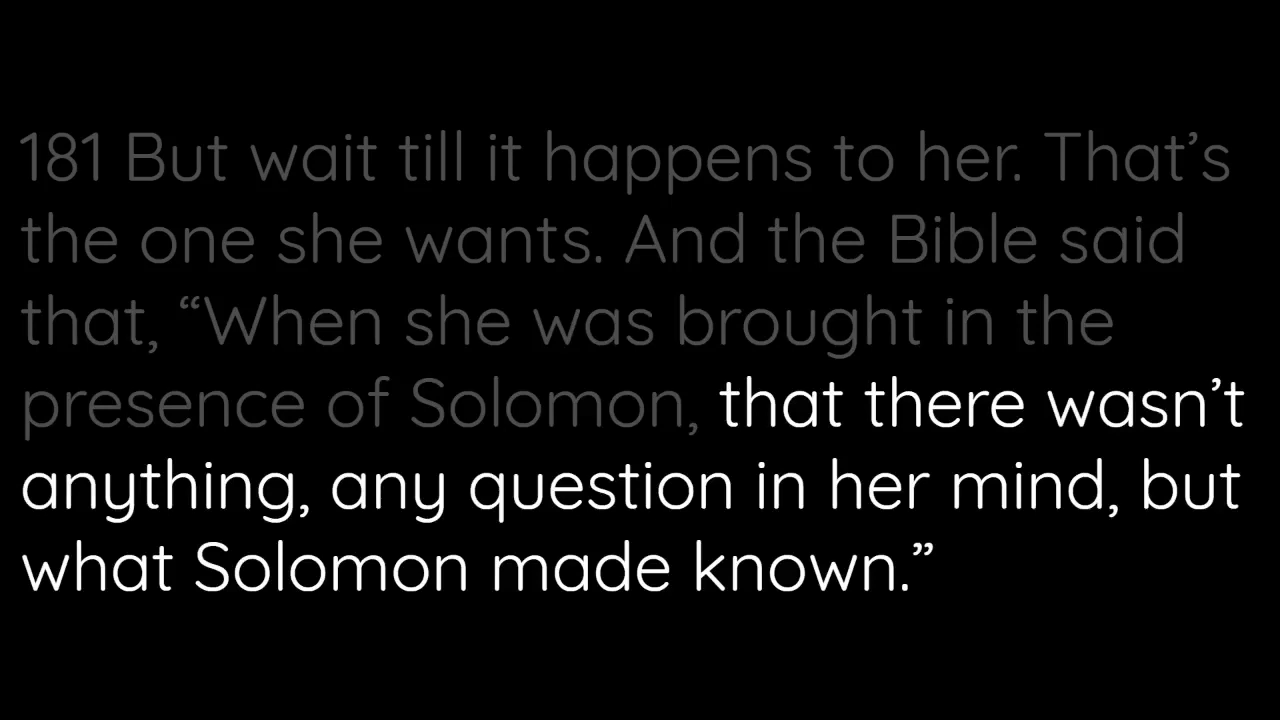 181 But wait till it happens to her. That’s
the one she wants. And the Bible said
that, “When she was brought in the
presence of Solomon, that there wasn’t
anything, any question in her mind, but
what Solomon made known.”